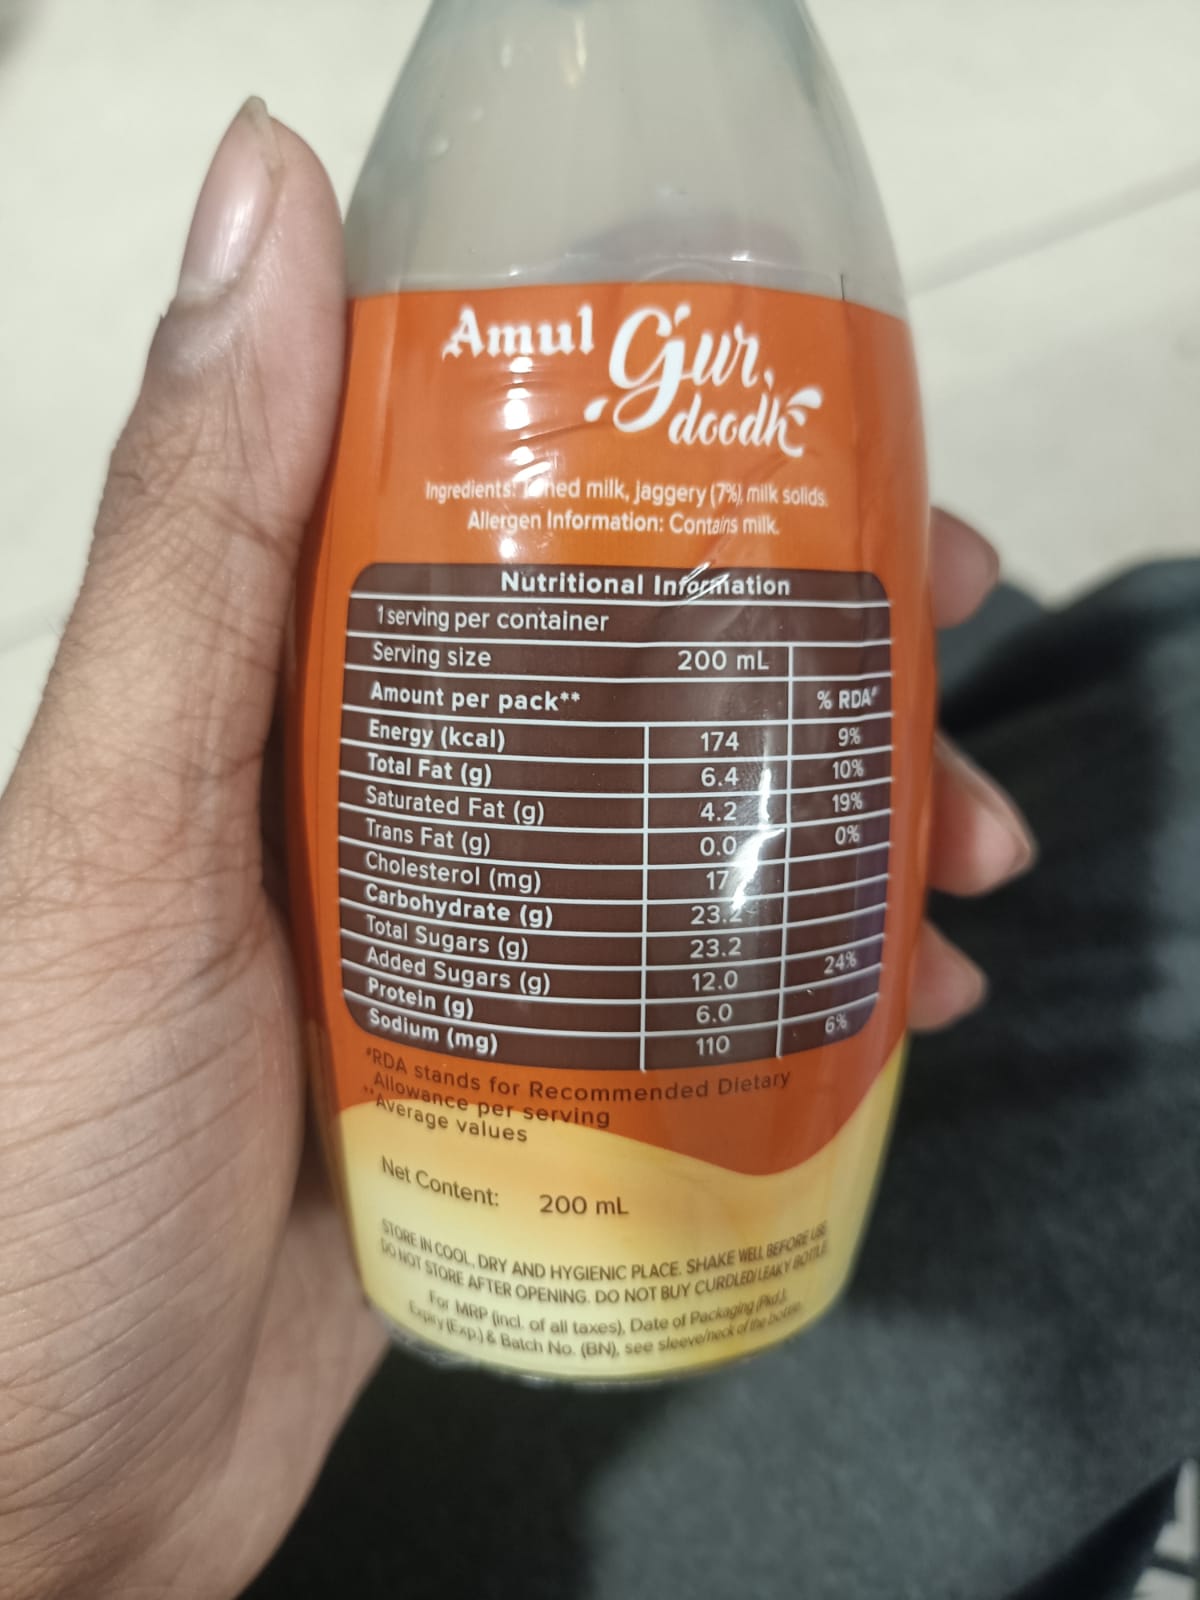 Amul Gur
doodh
Ingredients: milk, jaggery (7%), milk solids.
Allergen Information: Contains milk.
Nutritional Information
1 serving per container
Serving size 200 mL
Amount per pack** % RDA#
Energy (kcal) 174 9%
Total Fat (g) 6.4 10%
Saturated Fat (g) 4.2 19%
Trans Fat (g) 0.0 0%
Cholesterol (mg) 17
Carbohydrate (g) 23.2
Total Sugars (g) 23.2
Added Sugars (g) 12.0 24%
Protein (g) 6.0
Sodium (mg) 110 6%
#RDA stands for Recommended Dietary
Allowance per serving
**Average values
Net Content: 200 mL
STORE IN COOL, DRY AND HYGIENIC PLACE. SHAKE WELL BEFORE USE.
DO NOT STORE AFTER OPENING. DO NOT BUY CURDLED/LEAKY BOTTLE.
For MRP (incl. of all taxes), Date of Packaging (Pkd.),
Expiry (Exp.) & Batch No. (BN), see sleeve/neck of the bottle.